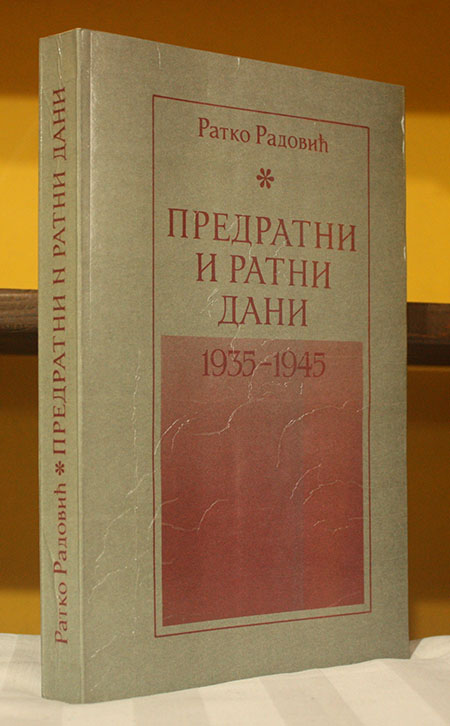 Ратко Радовић
*
ПРЕДРАТНИ
И РАТНИ
ДАНИ
1935-1945
Ратко Радовић * ПРЕДРАТНИ N РАТНИ ДАНИ